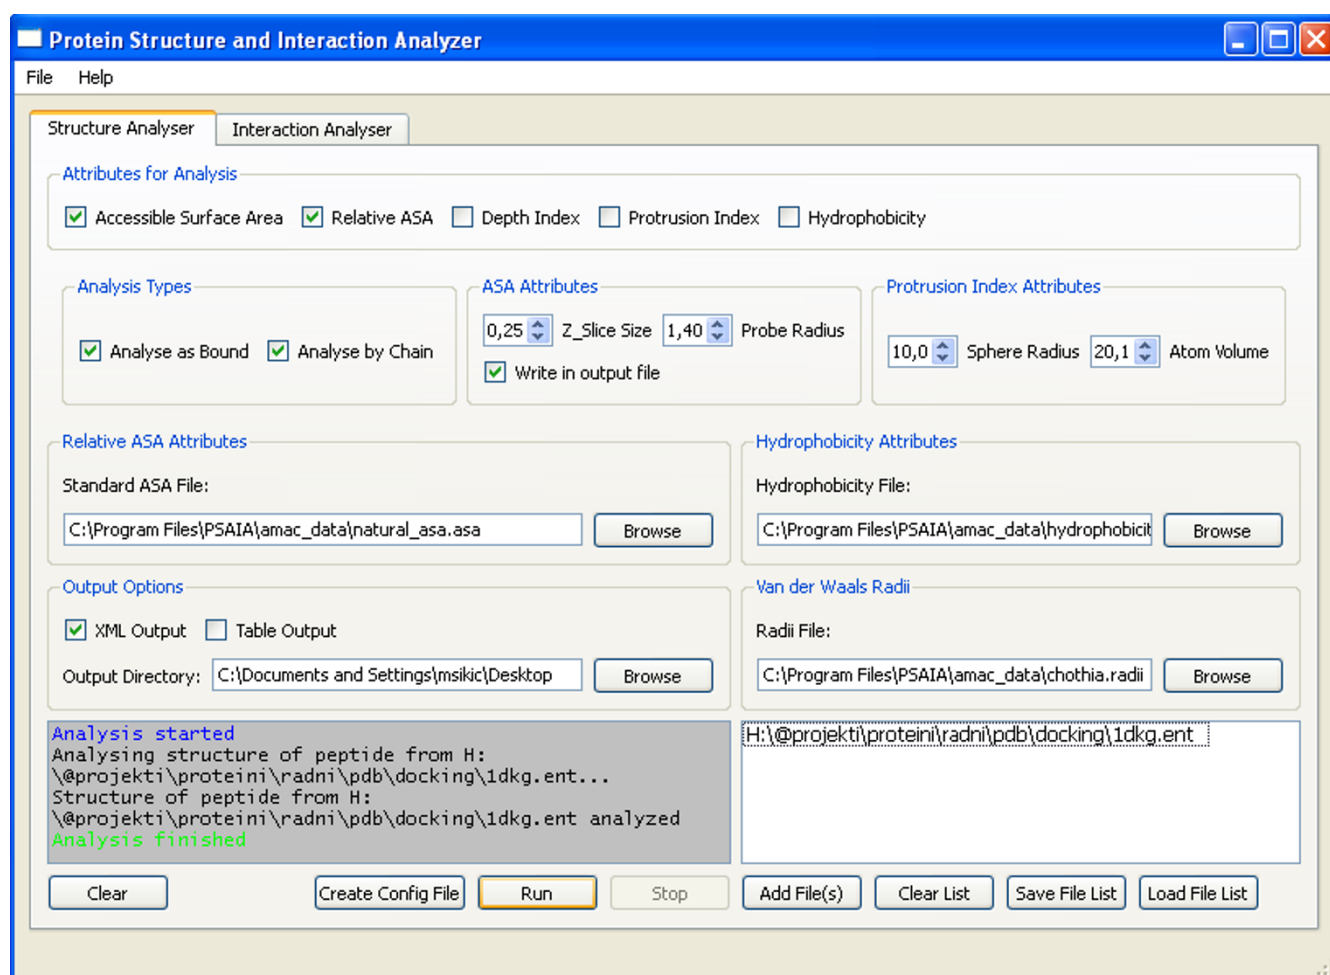 Protein Structure and Interaction Analyzer
File Help
Structure Analyser Interaction Analyser
Attributes for Analysis
Accessible Surface Area Relative ASA Depth Index Protrusion Index Hydrophobicity
Analysis Types
Analyse as Bound Analyse by Chain
ASA Attributes
0,25 Z_Slice Size 1,40 Probe Radius
Write in output file
Protrusion Index Attributes
10,0 Sphere Radius 20,1 Atom Volume
Relative ASA Attributes
Standard ASA File:
C:\Program Files\PSAIA\amac_data\natural_asa.asa Browse
Hydrophobicity Attributes
Hydrophobicity File:
C:\Program Files\PSAIA\amac_data\hydrophobicit Browse
Output Options
XML Output Table Output
Output Directory: C:\Documents and Settings\msikic\Desktop Browse
Van der Waals Radii
Radii File:
C:\Program Files\PSAIA\amac_data\chothia.radii Browse
Analysis started
Analysing structure of peptide from H:
\@projekti\proteini\radni\pdb\docking\1dkg.ent...
Structure of peptide from H:
\@projekti\proteini\radni\pdb\docking\1dkg.ent analyzed
Analysis finished
H:\@projekti\proteini\radni\pdb\docking\1dkg.ent
Clear Create Config File Run Stop Add File(s) Clear List Save File List Load File List